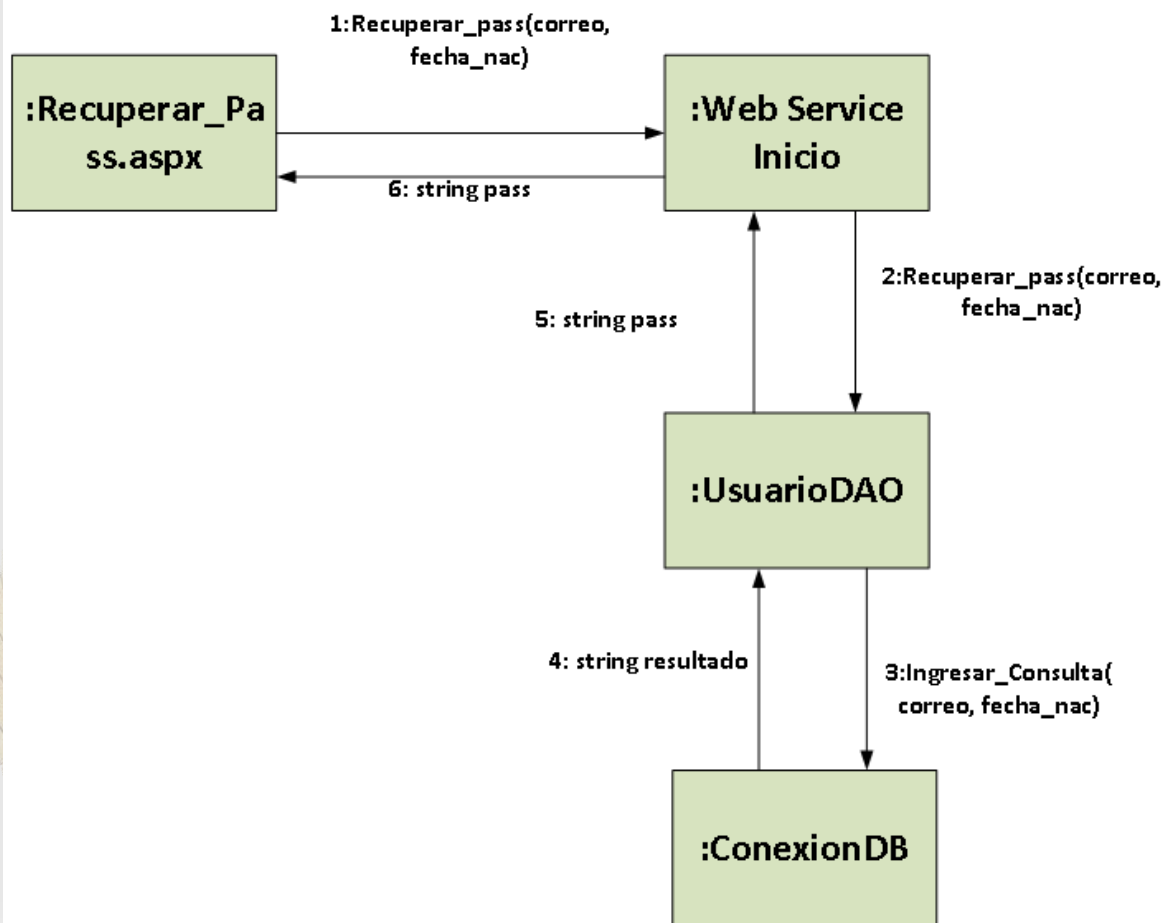 1:Recuperar_pass(correo,
fecha_nac)
:Recuperar_Pa
ss.aspx
:Web Service
Inicio
6: string pass
2:Recuperar_pass(correo,
fecha_nac)
5: string pass
:UsuarioDAO
4: string resultado
3:Ingresar_Consulta(
correo, fecha_nac)
:ConexionDB